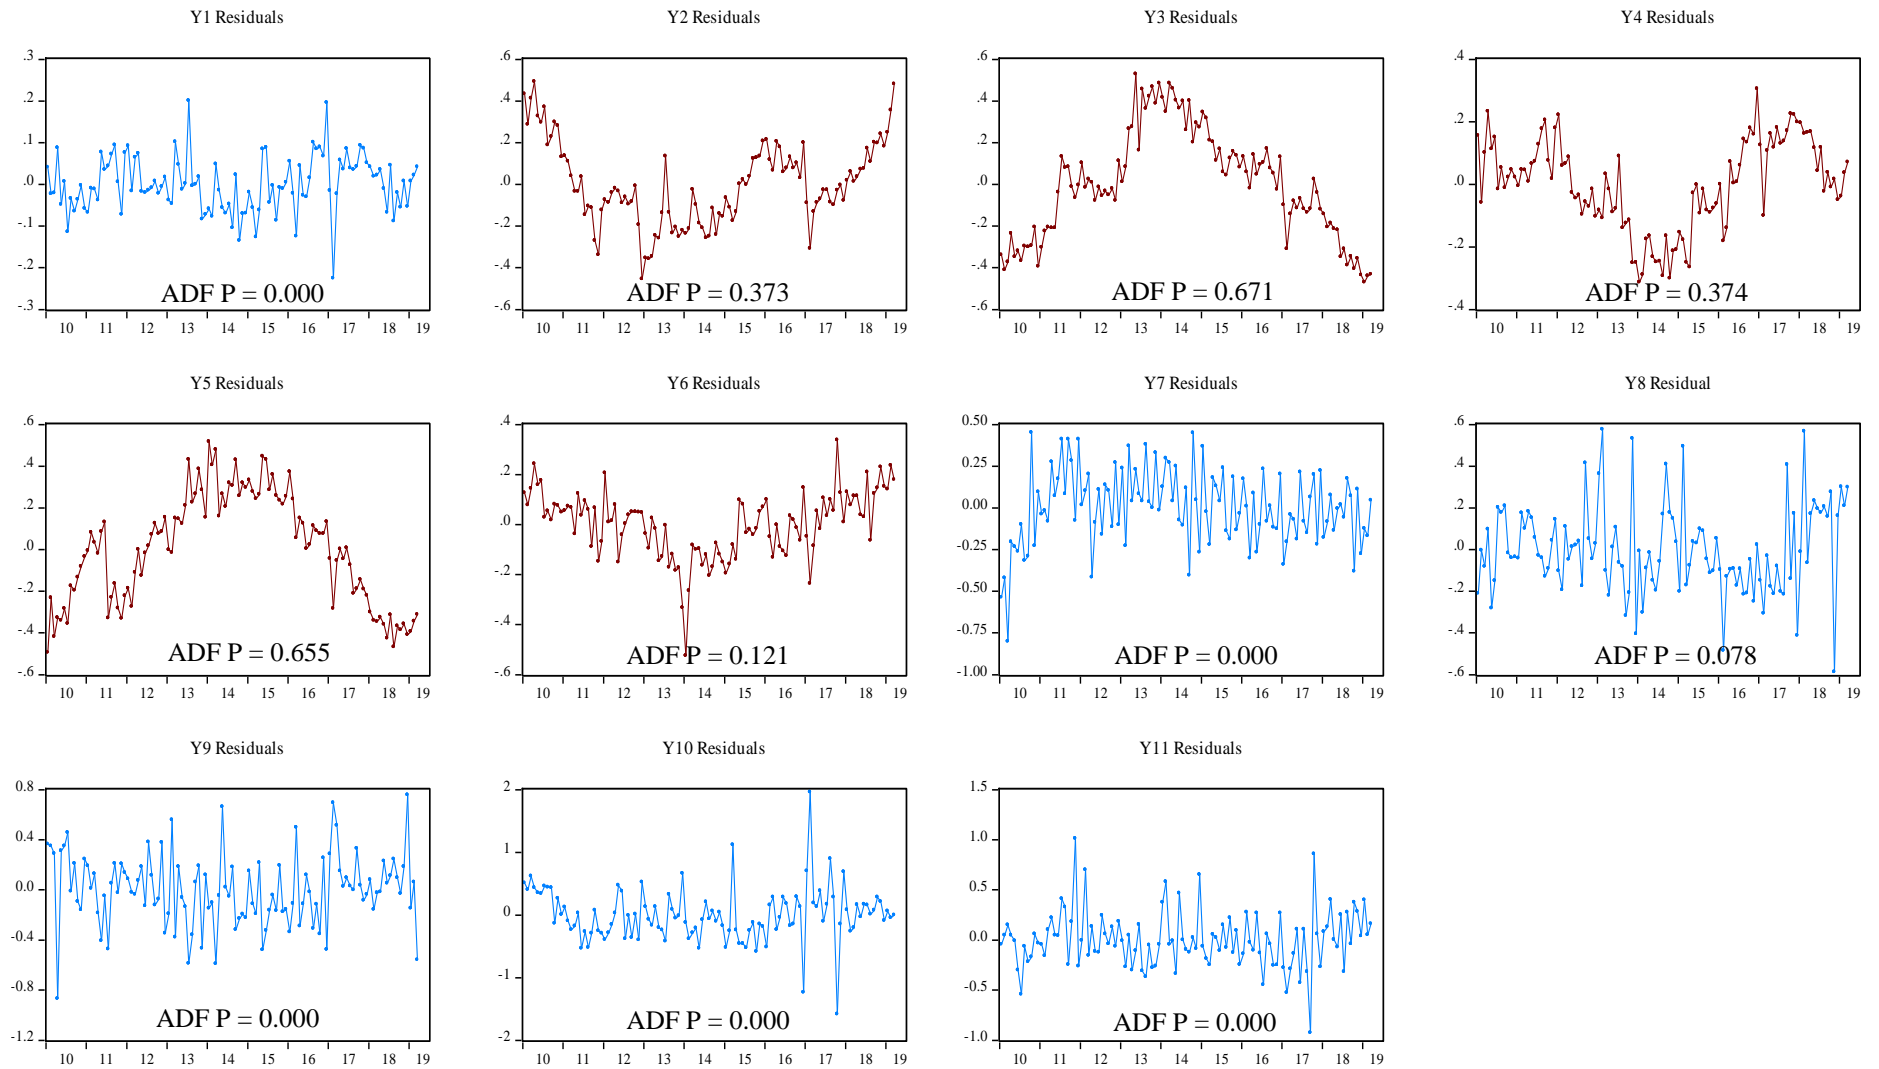 Y1 Residuals
.3
.2
.1
.0
-.1
-.2
-.3
ADF P = 0.000
10 11 12 13 14 15 16 17 18 19
Y2 Residuals
.6
.4
.2
.0
-.2
-.4
-.6
ADF P = 0.373
10 11 12 13 14 15 16 17 18 19
Y3 Residuals
.6
.4
.2
.0
-.2
-.4
-.6
ADF P = 0.671
10 11 12 13 14 15 16 17 18 19
Y4 Residuals
.4
.2
.0
-.2
-.4
ADF P = 0.374
10 11 12 13 14 15 16 17 18 19
Y5 Residuals
.6
.4
.2
.0
-.2
-.4
-.6
ADF P = 0.655
10 11 12 13 14 15 16 17 18 19
Y6 Residuals
.4
.2
.0
-.2
-.4
-.6
ADF P = 0.121
10 11 12 13 14 15 16 17 18 19
Y7 Residuals
0.50
0.25
0.00
-0.25
-0.50
-0.75
-1.00
ADF P = 0.000
10 11 12 13 14 15 16 17 18 19
Y8 Residual
.6
.4
.2
.0
-.2
-.4
-.6
ADF P = 0.078
10 11 12 13 14 15 16 17 18 19
Y9 Residuals
0.8
0.4
0.0
-0.4
-0.8
-1.2
ADF P = 0.000
10 11 12 13 14 15 16 17 18 19
Y10 Residuals
2
1
0
-1
-2
ADF P = 0.000
10 11 12 13 14 15 16 17 18 19
Y11 Residuals
1.5
1.0
0.5
0.0
-0.5
-1.0
ADF P = 0.000
10 11 12 13 14 15 16 17 18 19